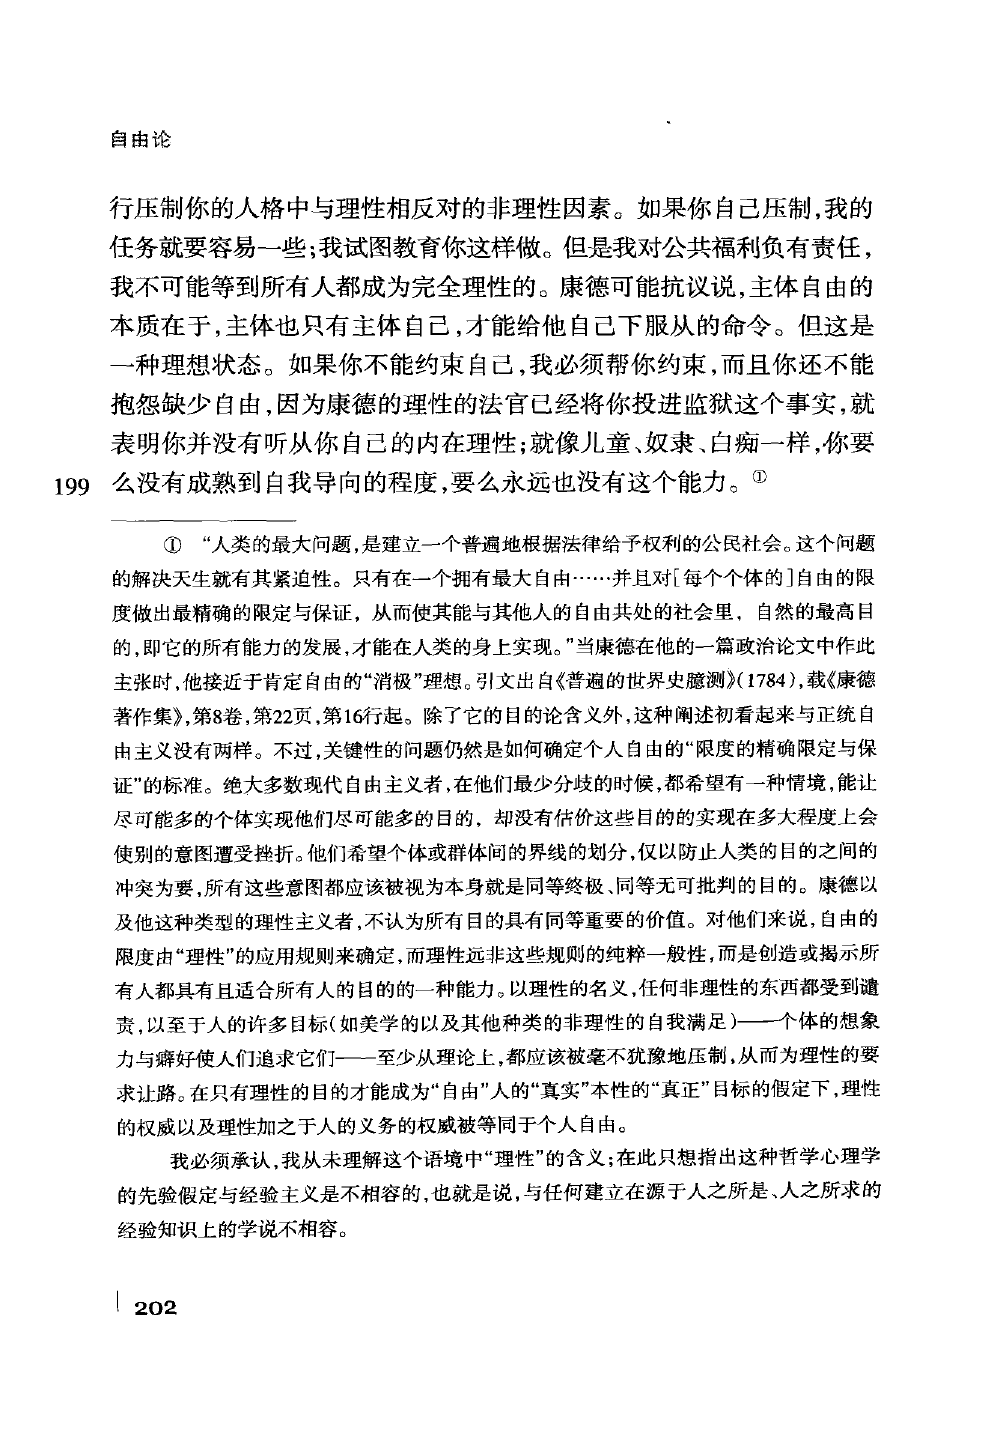 自由论
行压制你的人格中与理性相反对的非理性因素。如果你自己压制,我的
任务就要容易一些;我试图教育你这样做。但是我对公共福利负有责任,
我不可能等到所有人都成为完全理性的。康德可能抗议说,主体自由的
本质在于,主体也只有主体自己,才能给他自己下服从的命令。但这是
一种理想状态。如果你不能约束自己,我必须帮你约束,而且你还不能
抱怨缺少自由,因为康德的理性的法官已经将你投进监狱这个事实,就
表明你并没有听从你自己的内在理性;就像儿童、奴隶、白痴一样,你要
199 么没有成熟到自我导向的程度,要么永远也没有这个能力。①
① “人类的最大问题,是建立一个普遍地根据法律给予权利的公民社会。这个问题
的解决天生就有其紧迫性。只有在一个拥有最大自由……并且对[每个个体的]自由的限
度做出最精确的限定与保证,从而使其能与其他人的自由共处的社会里,自然的最高目
的,即它的所有能力的发展,才能在人类的身上实现。”当康德在他的一篇政治论文中作此
主张时,他接近于肯定自由的“消极”理想。引文出自《普遍的世界史臆测》(1784),载《康德
著作集》,第8卷,第22页,第16行起。除了它的目的论含义外,这种阐述初看起来与正统自
由主义没有两样。不过,关键性的问题仍然是如何确定个人自由的“限度的精确限定与保
证”的标准。绝大多数现代自由主义者,在他们最少分歧的时候,都希望有一种情境,能让
尽可能多的个体实现他们尽可能多的目的,却没有估价这些目的的实现在多大程度上会
使别的意图遭受挫折。他们希望个体或群体间的界线的划分,仅以防止人类的目的之间的
冲突为要,所有这些意图都应该被视为本身就是同等终极、同等无可批判的目的。康德以
及他这种类型的理性主义者,不认为所有目的具有同等重要的价值。对他们来说,自由的
限度由“理性”的应用规则来确定,而理性远非这些规则的纯粹一般性,而是创造或揭示所
有人都具有且适合所有人的目的的一种能力。以理性的名义,任何非理性的东西都受到谴
责,以至于人的许多目标(如美学的以及其他种类的非理性的自我满足)——个体的想象
力与癖好使人们追求它们——至少从理论上,都应该被毫不犹豫地压制,从而为理性的要
求让路。在只有理性的目的才能成为“自由”人的“真实”本性的“真正”目标的假定下,理性
的权威以及理性加之于人的义务的权威被等同于个人自由。
我必须承认,我从未理解这个语境中“理性”的含义;在此只想指出这种哲学心理学
的先验假定与经验主义是不相容的,也就是说,与任何建立在源于人之所是、人之所求的
经验知识上的学说不相容。
202